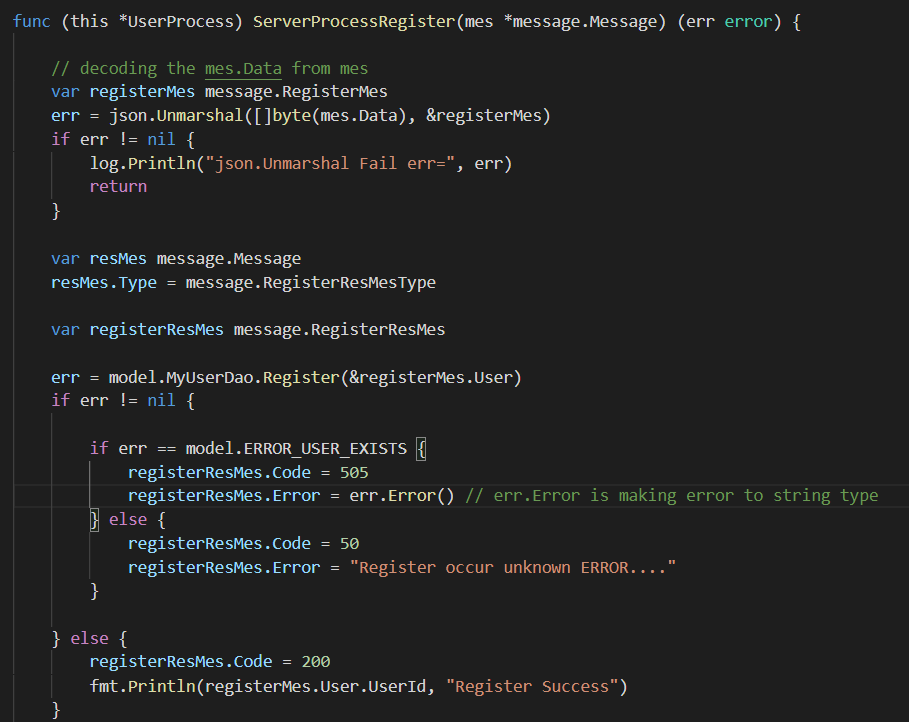 func (this *UserProcess) ServerProcessRegister(mes *message.Message) (err error) {
// decoding the mes.Data from mes
var registerMes message.RegisterMes
err = json.Unmarshal([]byte(mes.Data), &registerMes)
if err != nil {
log.Println("json.Unmarshal Fail err=", err)
return
}
var resMes message.Message
resMes.Type = message.RegisterResMesType
var registerResMes message.RegisterResMes
err = model.MyUserDao.Register(&registerMes.User)
if err != nil {
if err == model.ERROR_USER_EXISTS {
registerResMes.Code = 505
registerResMes.Error = err.Error() // err.Error is making error to string type
} else {
registerResMes.Code = 50
registerResMes.Error = "Register occur unknown ERROR...."
}
} else {
registerResMes.Code = 200
fmt.Println(registerMes.User.UserId, "Register Success")
}